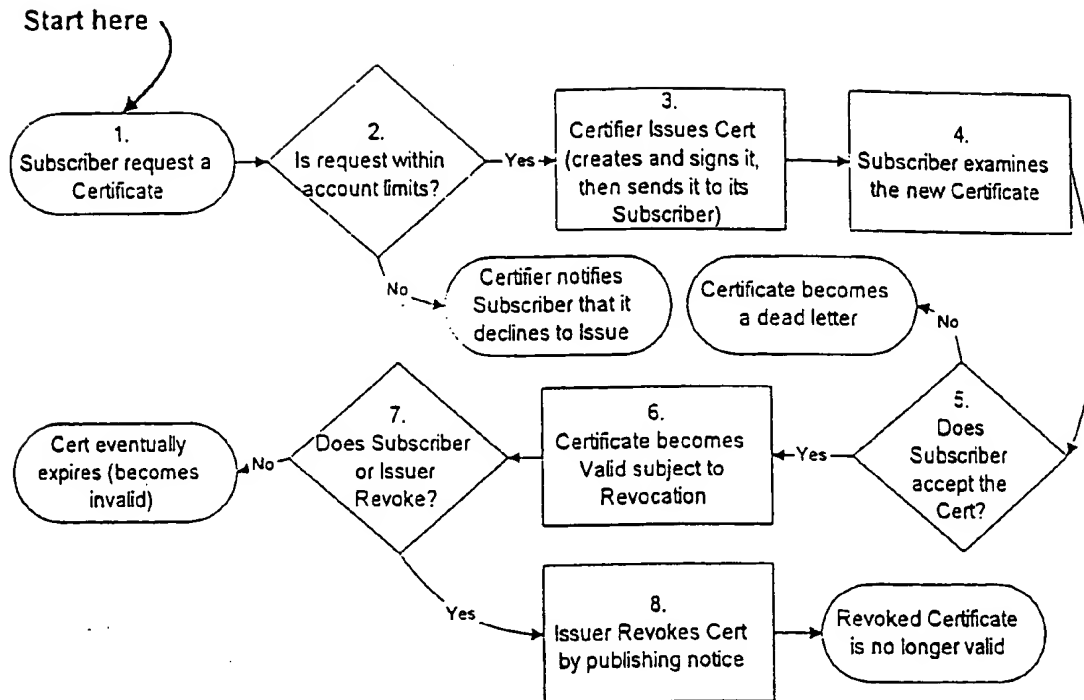 Start here
1.
Subscriber request a
Certificate
2.
Is request within
account limits?
Yes
3.
Certifier Issues Cert
(creates and signs it,
then sends it to its
Subscriber)
4.
Subscriber examines
the new Certificate
No
Certifier notifies
Subscriber that it
declines to Issue
Certificate becomes
a dead letter
No
5.
Does
Subscriber
accept the
Cert?
Yes
6.
Certificate becomes
Valid subject to
Revocation
7.
Does Subscriber
or Issuer
Revoke?
No
Cert eventually
expires (becomes
invalid)
Yes
8.
Issuer Revokes Cert
by publishing notice
Revoked Certificate
is no longer valid